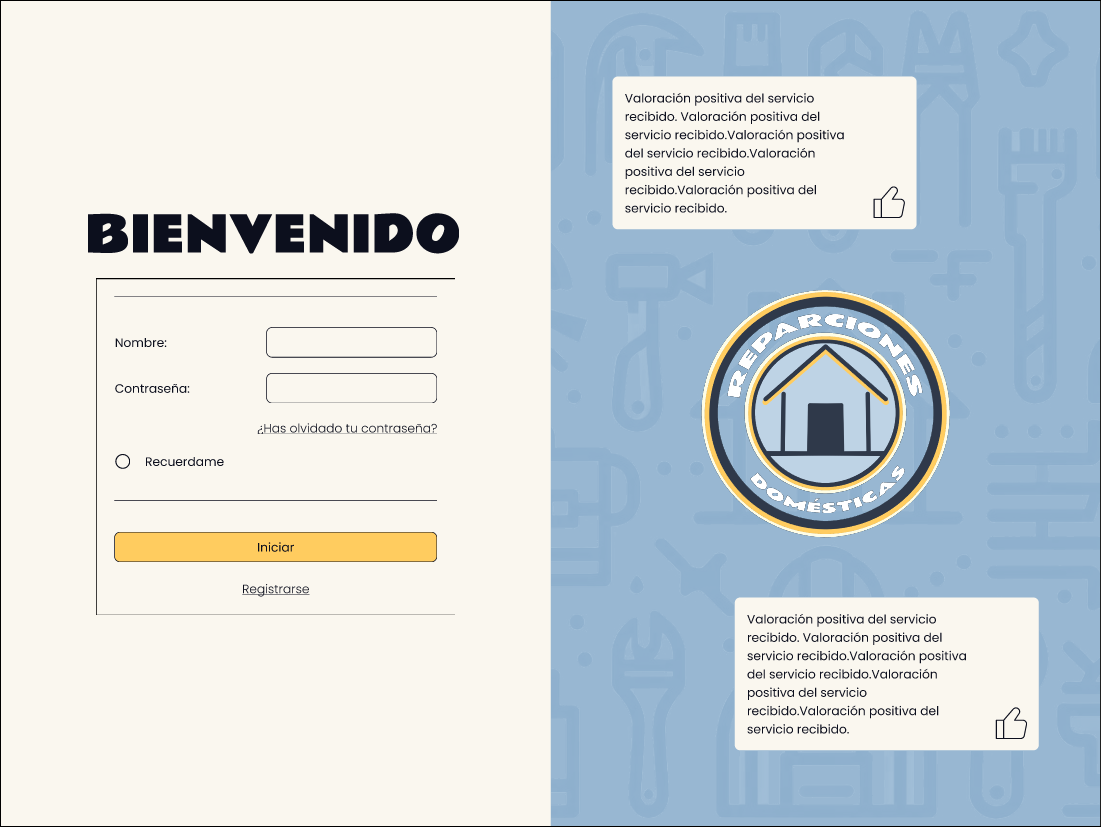 BIENVENIDO
Nombre:
Contraseña:
¿Has olvidado tu contraseña?
Recuerdame
Iniciar
Registrarse
Valoración positiva del servicio
recibido. Valoración positiva del
servicio recibido.Valoración positiva
del servicio recibido.Valoración
positiva del servicio
recibido.Valoración positiva del
servicio recibido.
REPARCIONES
DOMÉSTICAS
Valoración positiva del servicio
recibido. Valoración positiva del
servicio recibido.Valoración positiva
del servicio recibido.Valoración
positiva del servicio
recibido.Valoración positiva del
servicio recibido.